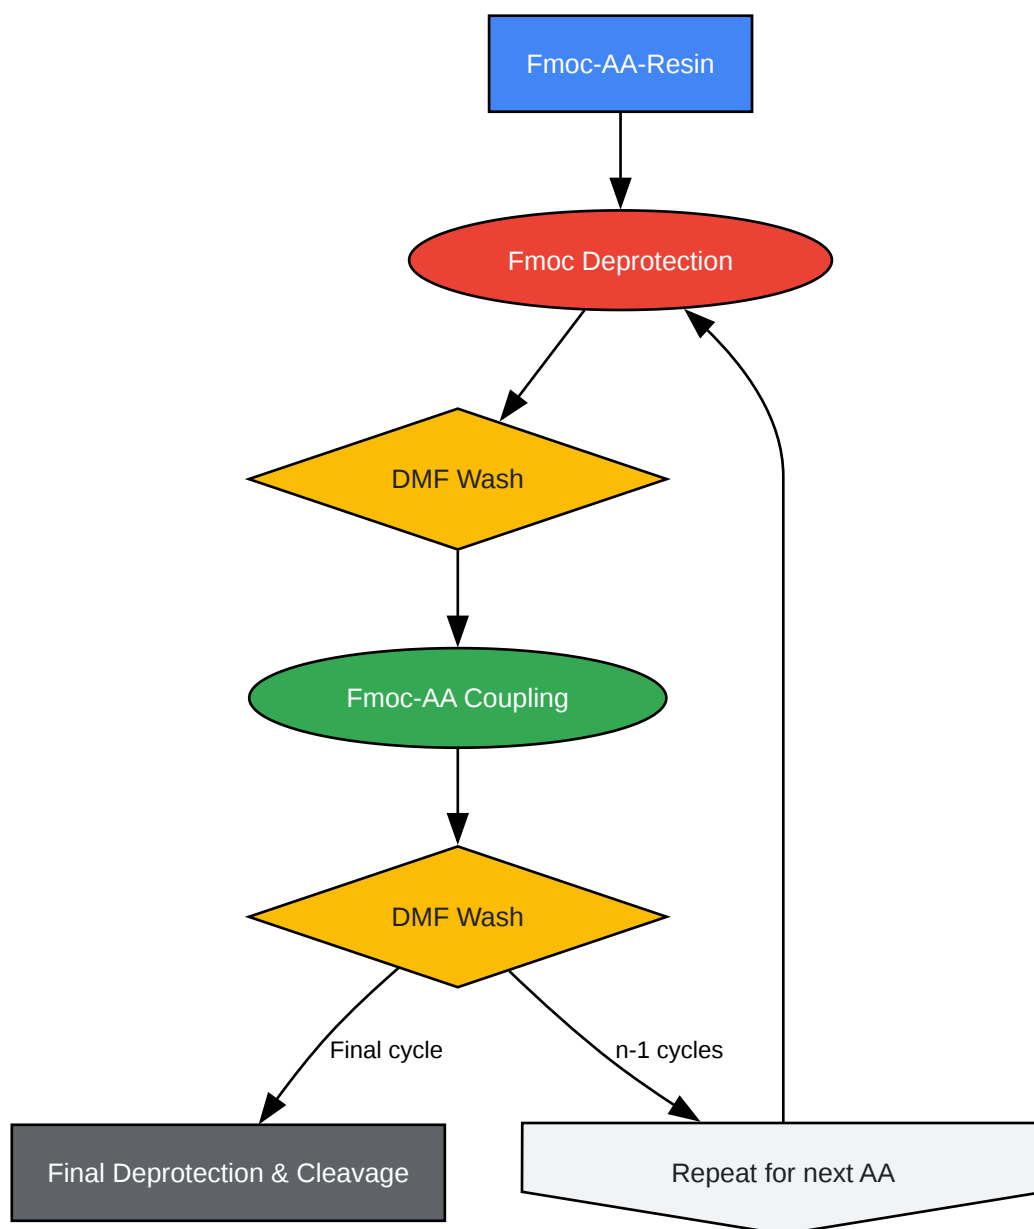 Fmoc-AA-Resin
Fmoc Deprotection
DMF Wash
Fmoc-AA Coupling
DMF Wash
Final cycle
n-1 cycles
Final Deprotection & Cleavage
Repeat for next AA